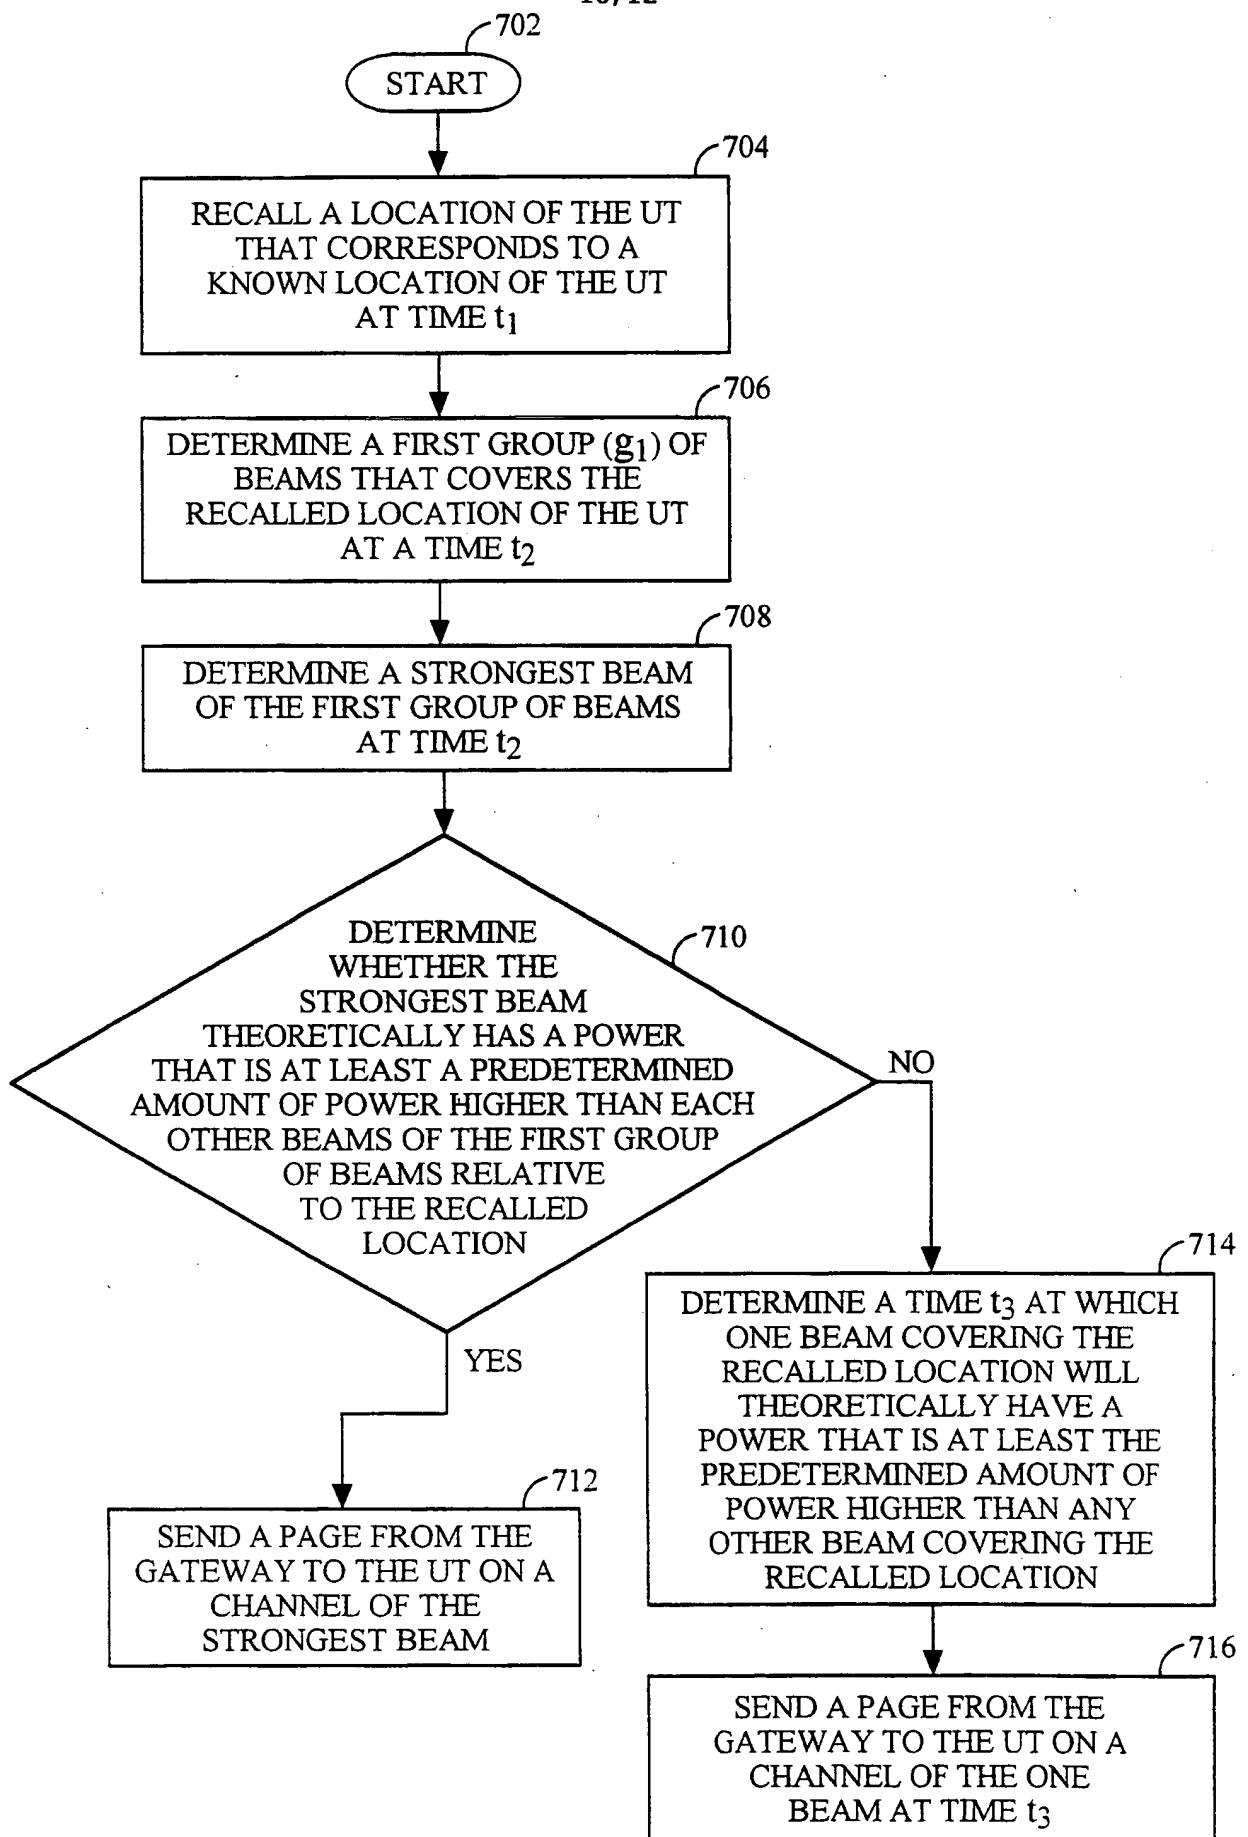 702
START
704
RECALL A LOCATION OF THE UT
THAT CORRESPONDS TO A
KNOWN LOCATION OF THE UT
AT TIME t1
706
DETERMINE A FIRST GROUP (g1) OF
BEAMS THAT COVERS THE
RECALLED LOCATION OF THE UT
AT A TIME t2
708
DETERMINE A STRONGEST BEAM
OF THE FIRST GROUP OF BEAMS
AT TIME t2
710
DETERMINE
WHETHER THE
STRONGEST BEAM
THEORETICALLY HAS A POWER
THAT IS AT LEAST A PREDETERMINED
AMOUNT OF POWER HIGHER THAN EACH
OTHER BEAMS OF THE FIRST GROUP
OF BEAMS RELATIVE
TO THE RECALLED
LOCATION
NO
YES
712
SEND A PAGE FROM THE
GATEWAY TO THE UT ON A
CHANNEL OF THE
STRONGEST BEAM
714
DETERMINE A TIME t3 AT WHICH
ONE BEAM COVERING THE
RECALLED LOCATION WILL
THEORETICALLY HAVE A
POWER THAT IS AT LEAST THE
PREDETERMINED AMOUNT OF
POWER HIGHER THAN ANY
OTHER BEAM COVERING THE
RECALLED LOCATION
716
SEND A PAGE FROM THE
GATEWAY TO THE UT ON A
CHANNEL OF THE ONE
BEAM AT TIME t3